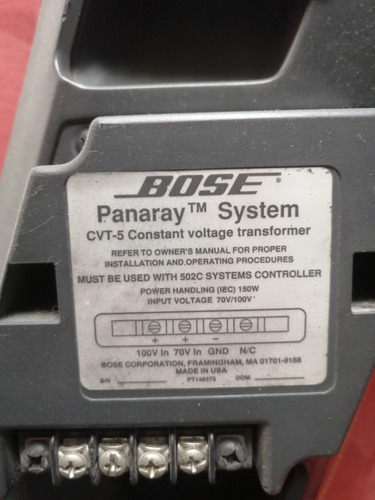 BOSE
Panaray™ System
CVT-5 Constant voltage transformer
REFER TO OWNER'S MANUAL FOR PROPER
INSTALLATION AND OPERATING PROCEDURES
MUST BE USED WITH 502C SYSTEMS CONTROLLER
POWER HANDLING (IEC) 150W
INPUT VOLTAGE 70V/100V
+ + −
100V In 70V In GND N/C
BOSE CORPORATION, FRAMINGHAM, MA 01701-9168
MADE IN USA
S/N PT148373 DOM